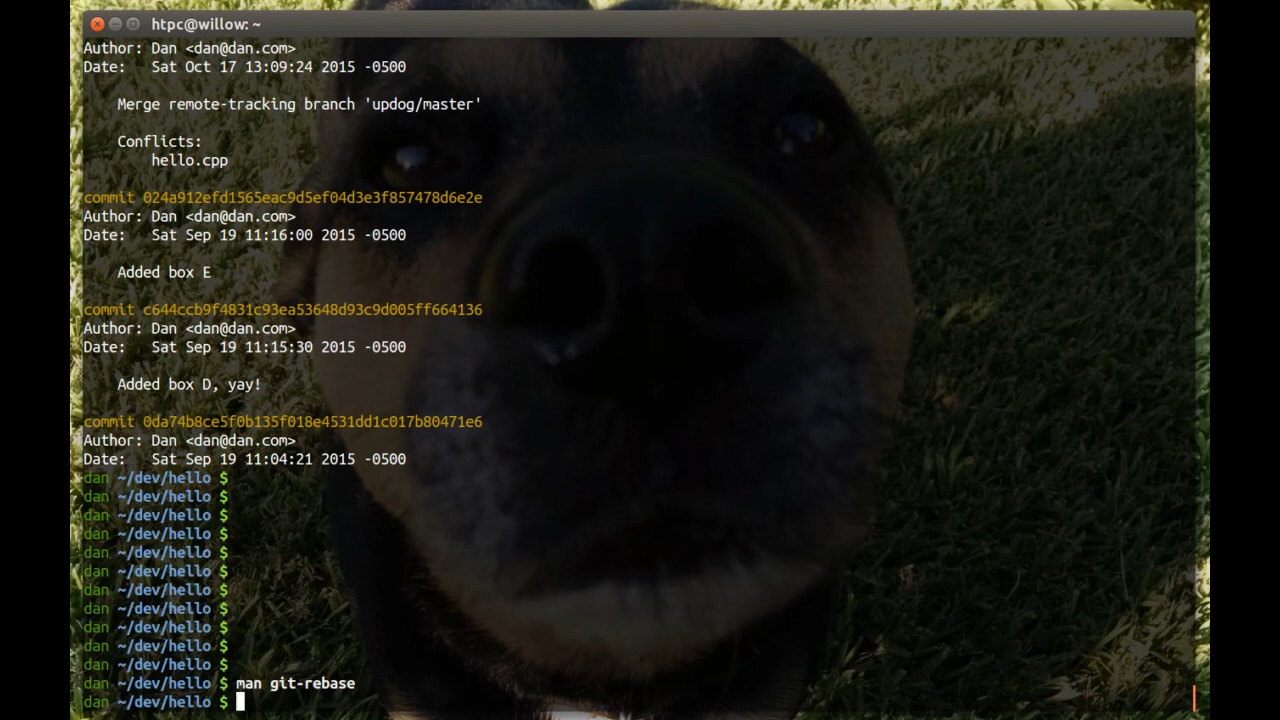 htpc@willow: ~
Author: Dan <dan@dan.com>
Date:   Sat Oct 17 13:09:24 2015 -0500
Merge remote-tracking branch 'updog/master'
Conflicts:
hello.cpp
commit 024a912efd1565eac9d5ef04d3e3f857478d6e2e
Author: Dan <dan@dan.com>
Date:   Sat Sep 19 11:16:00 2015 -0500
Added box E
commit c644ccb9f4831c93ea53648d93c9d005ff664136
Author: Dan <dan@dan.com>
Date:   Sat Sep 19 11:15:30 2015 -0500
Added box D, yay!
commit 0da74b8ce5f0b135f018e4531dd1c017b80471e6
Author: Dan <dan@dan.com>
Date:   Sat Sep 19 11:04:21 2015 -0500
dan ~/dev/hello $
dan ~/dev/hello $
dan ~/dev/hello $
dan ~/dev/hello $
dan ~/dev/hello $
dan ~/dev/hello $
dan ~/dev/hello $
dan ~/dev/hello $
dan ~/dev/hello $
dan ~/dev/hello $
dan ~/dev/hello $
dan ~/dev/hello $ man git-rebase
dan ~/dev/hello $